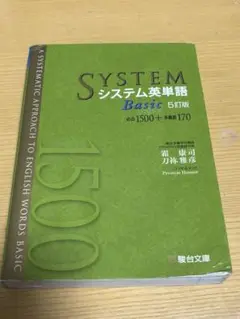 A SYSTEMATIC APPROACH TO ENGLISH WORDS BASIC
1500
SYSTEM
システム英単語
Basic 5訂版
必出1500+多義語170
霜 康司
刀祢雅彦
駿台文庫